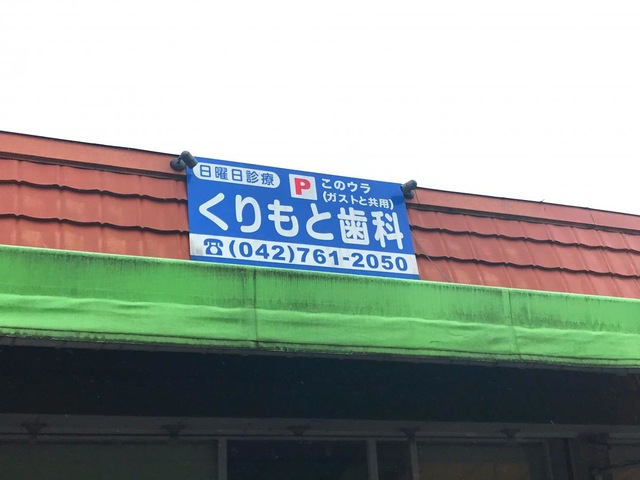 日曜日診療
P このウラ
(ガストと共用)
くりもと歯科
☎(042)761-2050